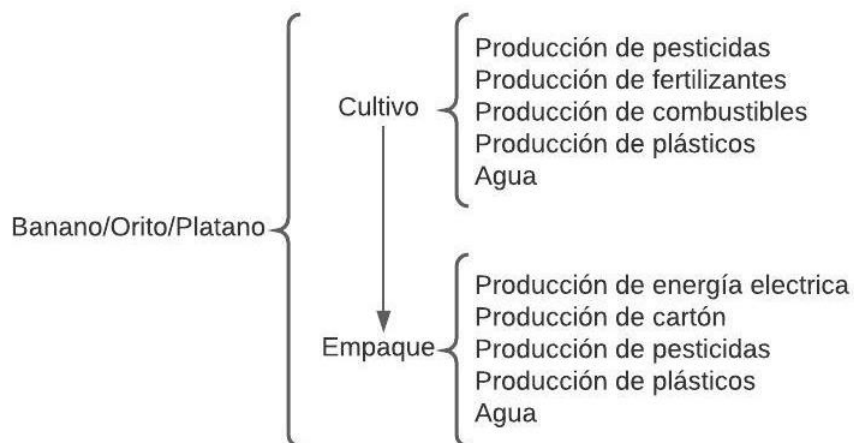 Banano/Orito/Platano
Cultivo
Producción de pesticidas
Producción de fertilizantes
Producción de combustibles
Producción de plásticos
Agua
Empaque
Producción de energía electrica
Producción de cartón
Producción de pesticidas
Producción de plásticos
Agua